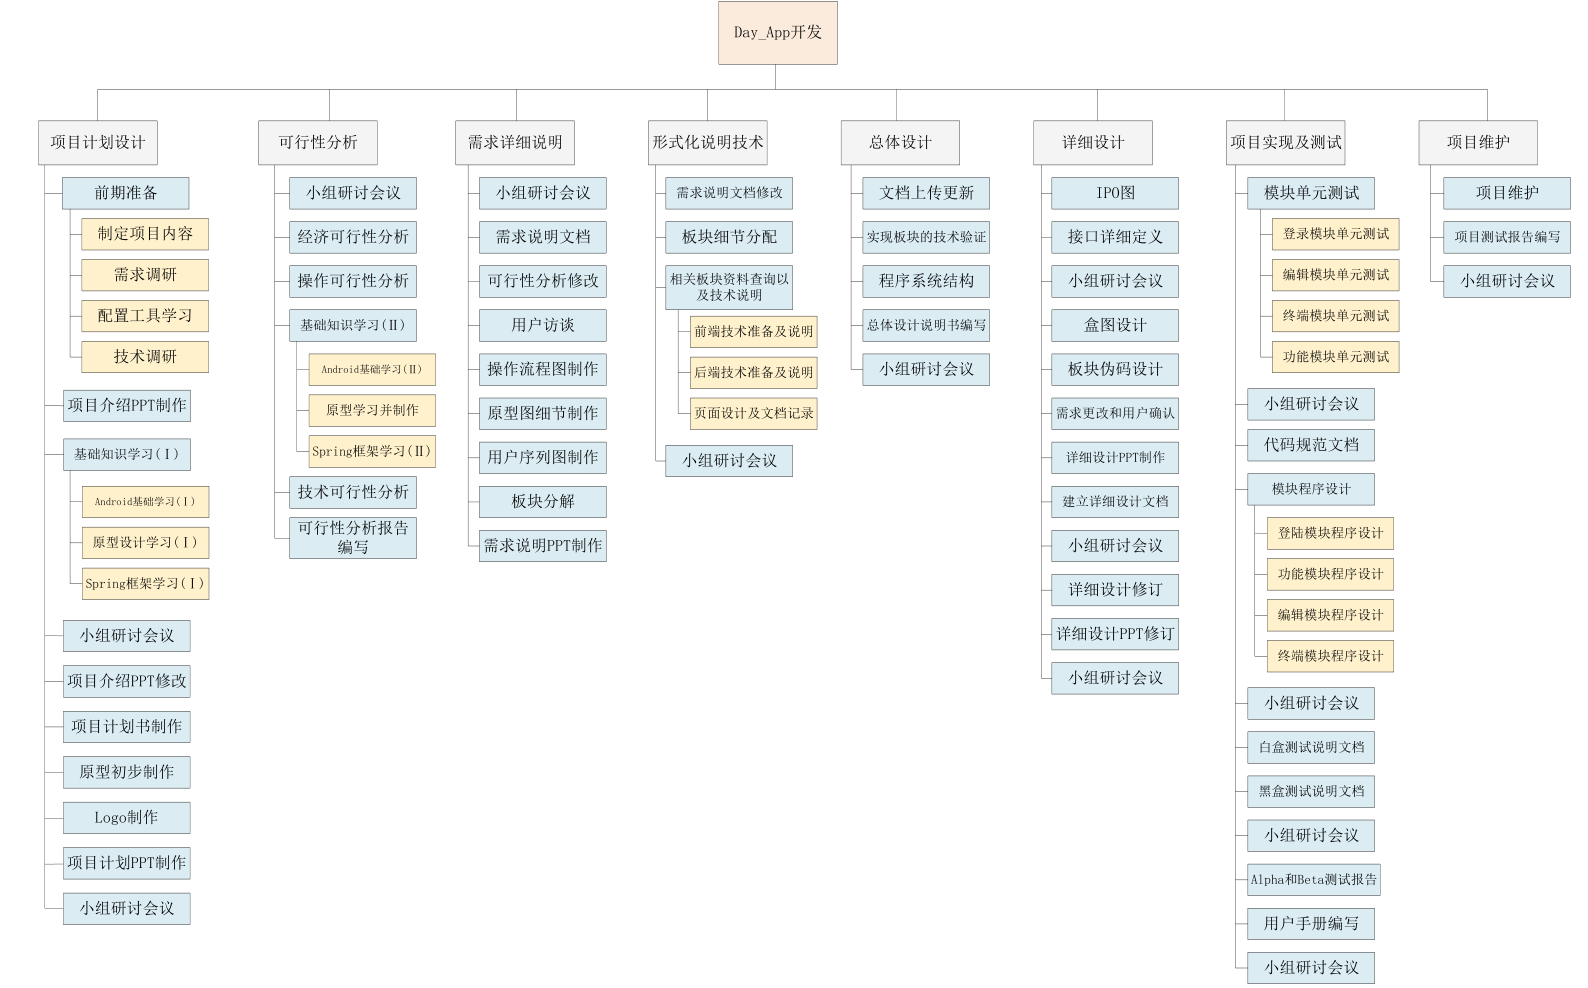 Day_App开发
项目计划设计
前期准备
制定项目内容
需求调研
配置工具学习
技术调研
项目介绍PPT制作
基础知识学习(Ⅰ)
Android基础学习(Ⅰ)
原型设计学习(Ⅰ)
Spring框架学习(Ⅰ)
小组研讨会议
项目介绍PPT修改
项目计划书制作
原型初步制作
Logo制作
项目计划PPT制作
小组研讨会议
可行性分析
小组研讨会议
经济可行性分析
操作可行性分析
基础知识学习(Ⅱ)
Android基础学习(Ⅱ)
原型学习并制作
Spring框架学习(Ⅱ)
技术可行性分析
可行性分析报告
编写
需求详细说明
小组研讨会议
需求说明文档
可行性分析修改
用户访谈
操作流程图制作
原型图细节制作
用户序列图制作
板块分解
需求说明PPT制作
形式化说明技术
需求说明文档修改
板块细节分配
相关板块资料查询以
及技术说明
前端技术准备及说明
后端技术准备及说明
页面设计及文档记录
小组研讨会议
总体设计
文档上传更新
实现板块的技术验证
程序系统结构
总体设计说明书编写
小组研讨会议
详细设计
IPO图
接口详细定义
小组研讨会议
盒图设计
板块伪码设计
需求更改和用户确认
详细设计PPT制作
建立详细设计文档
小组研讨会议
详细设计修订
详细设计PPT修订
小组研讨会议
项目实现及测试
模块单元测试
登录模块单元测试
编辑模块单元测试
终端模块单元测试
功能模块单元测试
小组研讨会议
代码规范文档
模块程序设计
登陆模块程序设计
功能模块程序设计
编辑模块程序设计
终端模块程序设计
小组研讨会议
白盒测试说明文档
黑盒测试说明文档
小组研讨会议
Alpha和Beta测试报告
用户手册编写
小组研讨会议
项目维护
项目维护
项目测试报告编写
小组研讨会议